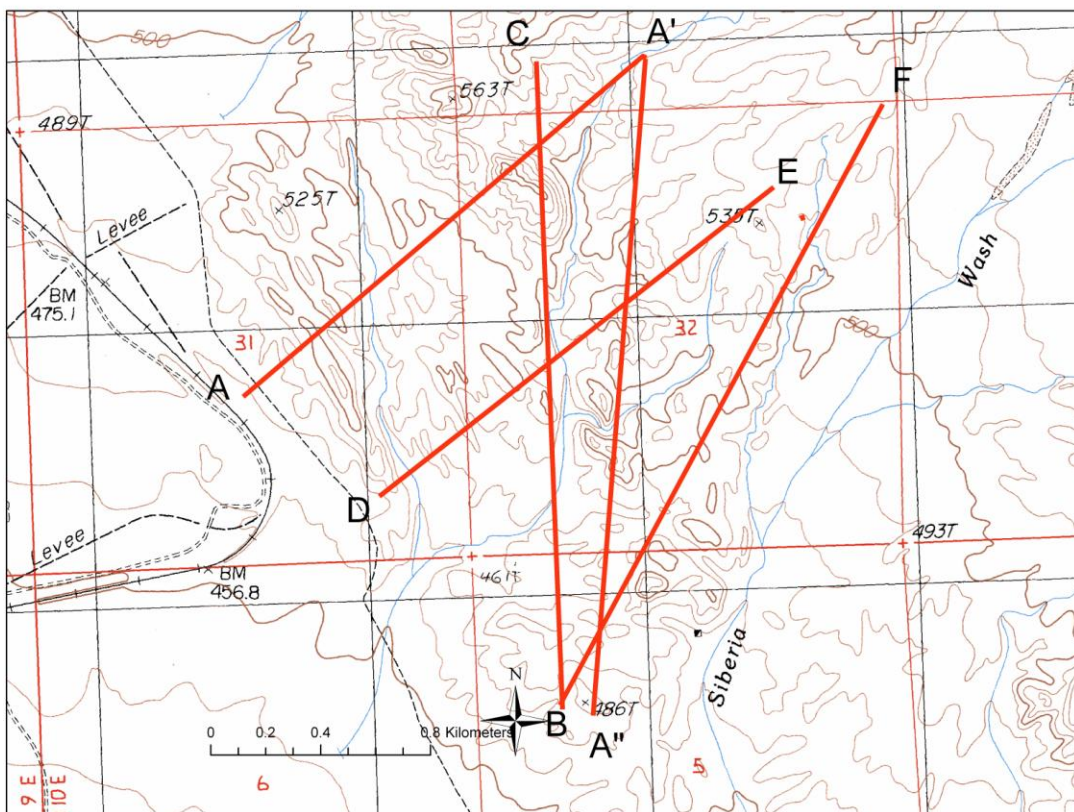 500
C
A'
563T
F
489T
E
525T
535T
Levee
Wash
BM
475.1
31
32
500
A
D
Levee
493T
461T
BM
456.8
Siberia
N
B
486T
A"
0 0.2 0.4 0.8 Kilometers
5
6
9 E
10 E